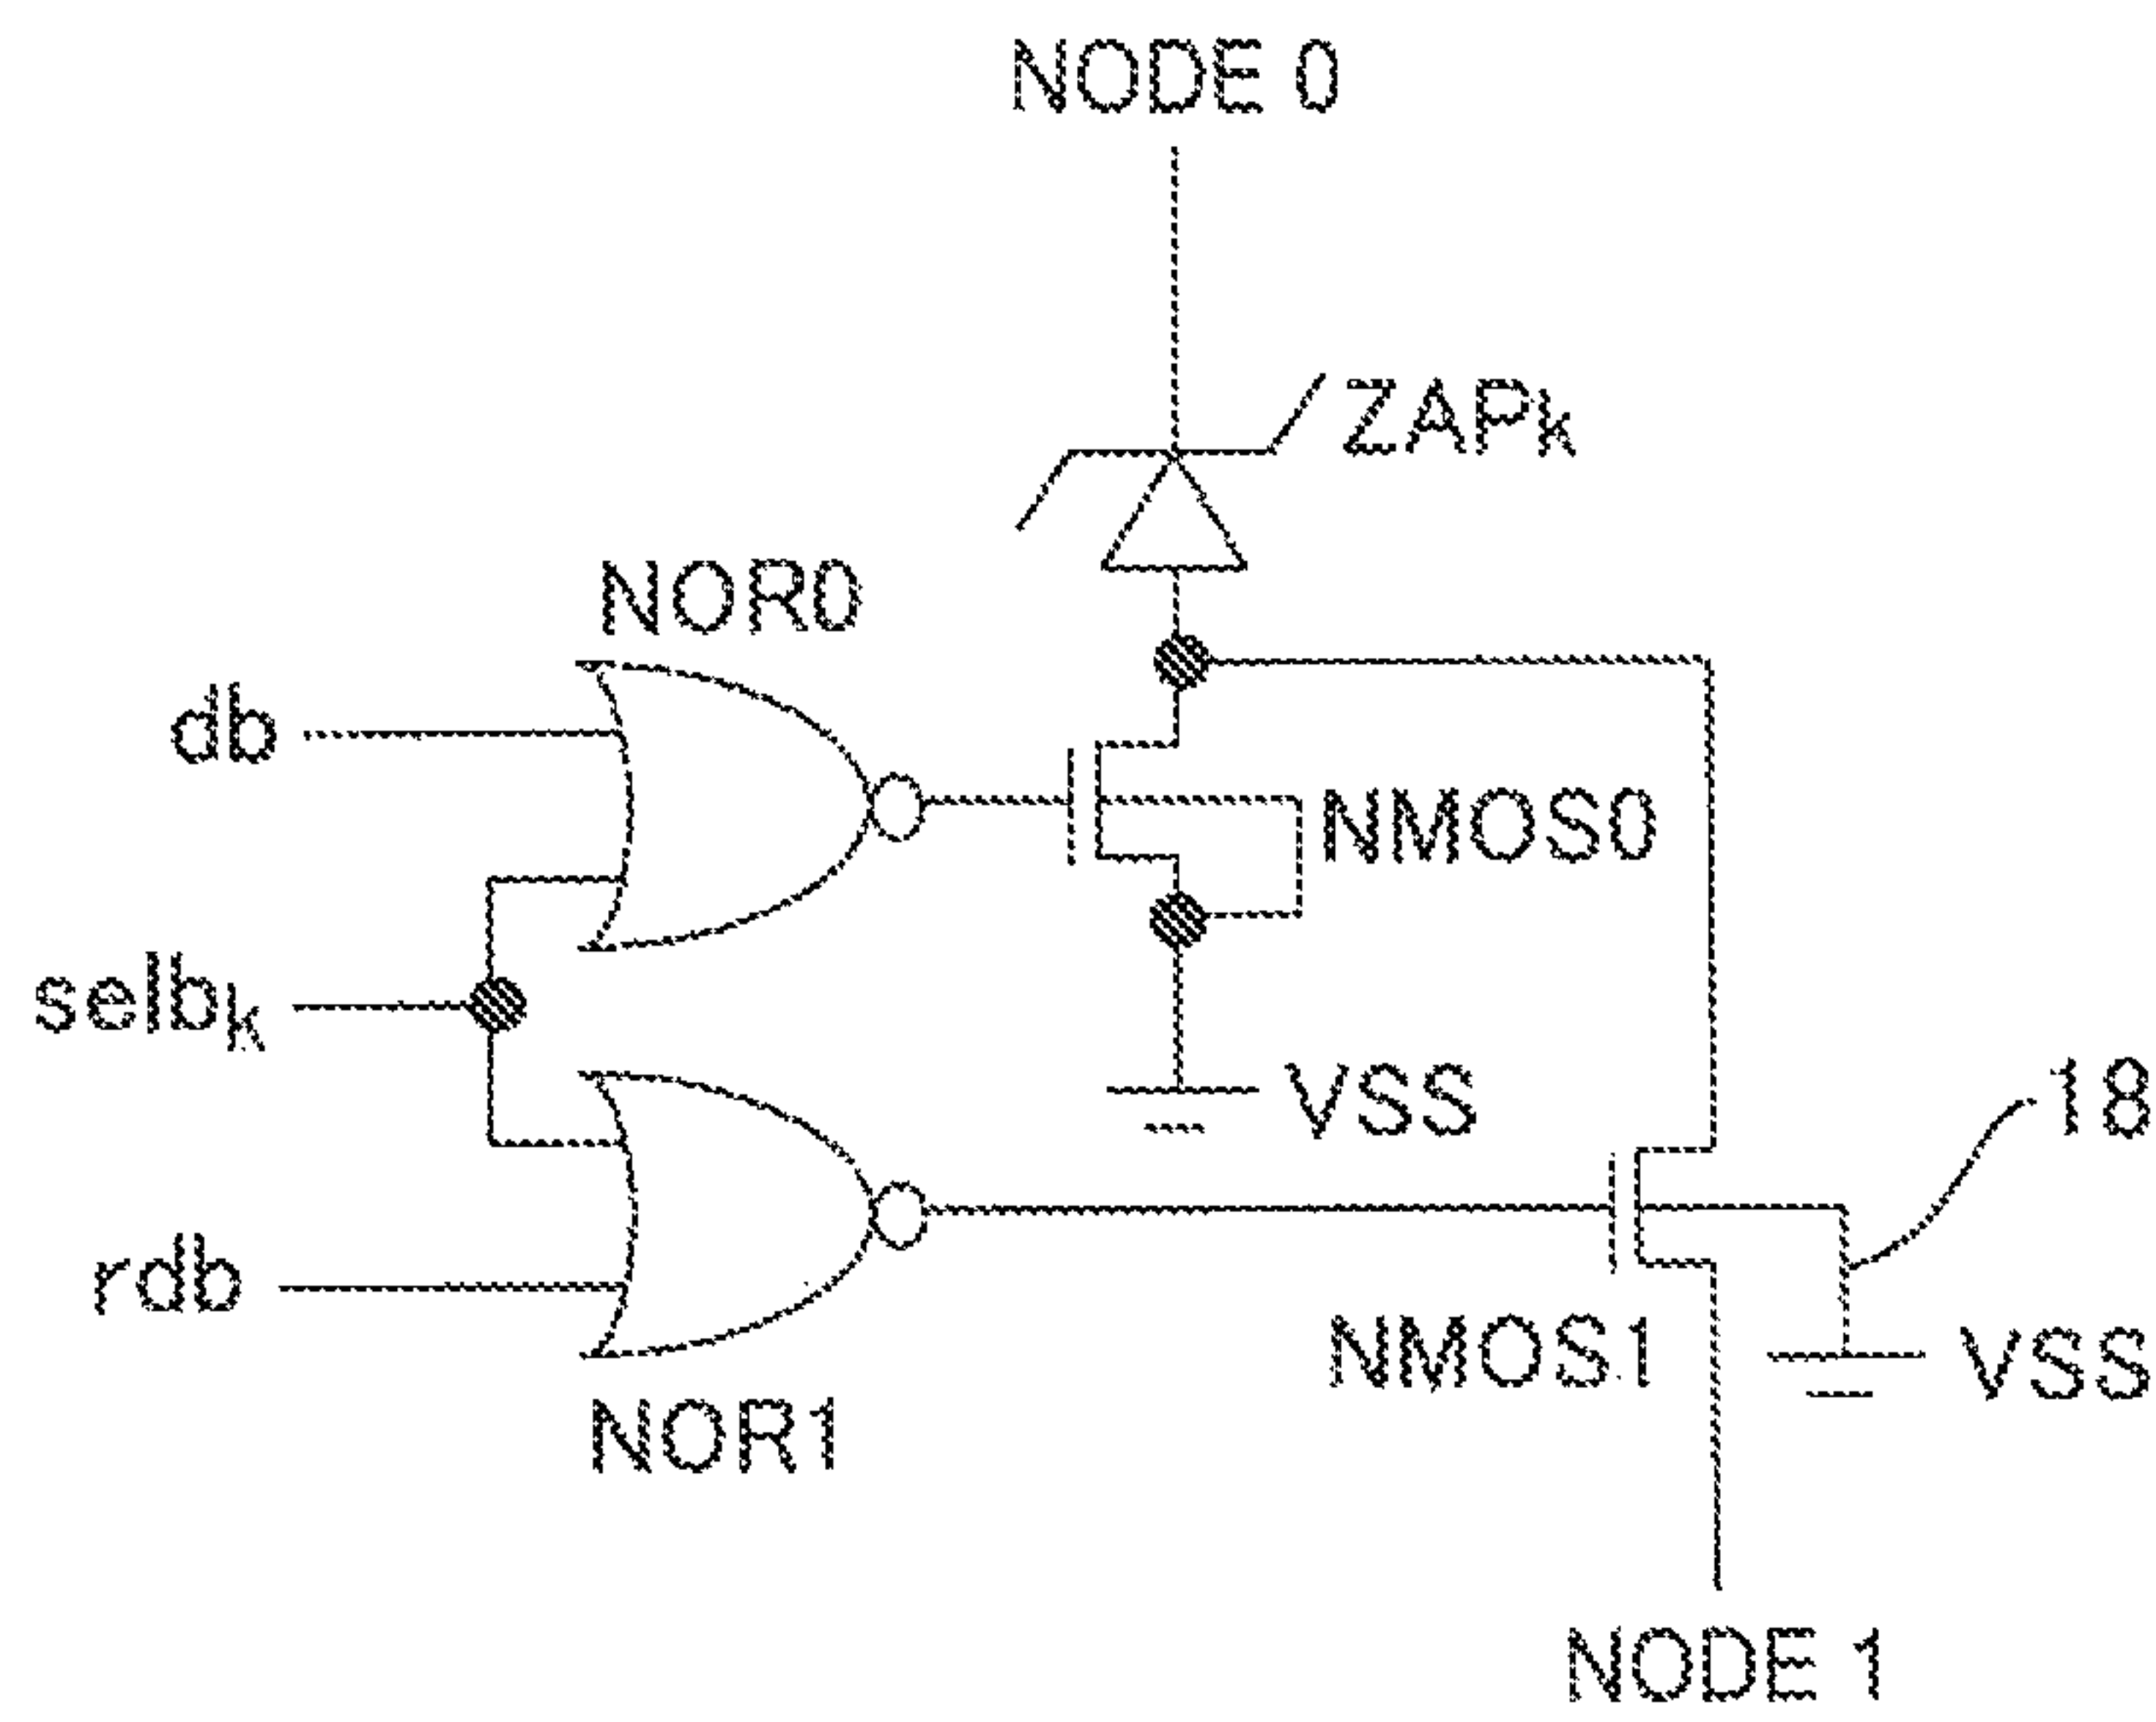 NODE 0
ZAPk
NOR0
db
NMOS0
selbk
VSS
18
rdb
NMOS1
VSS
NOR1
NODE 1